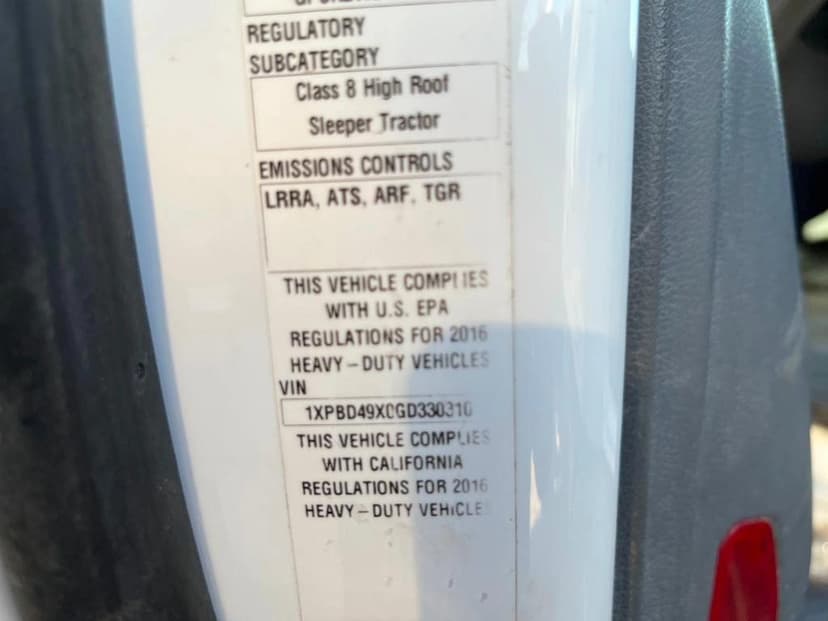 REGULATORY
SUBCATEGORY
Class 8 High Roof
Sleeper Tractor
EMISSIONS CONTROLS
LRRA, ATS, ARF, TGR
THIS VEHICLE COMPLIES
WITH U.S. EPA
REGULATIONS FOR 2016
HEAVY-DUTY VEHICLES
VIN
1XPBD49X0GD330310
THIS VEHICLE COMPLIES
WITH CALIFORNIA
REGULATIONS FOR 2016
HEAVY-DUTY VEHICLE